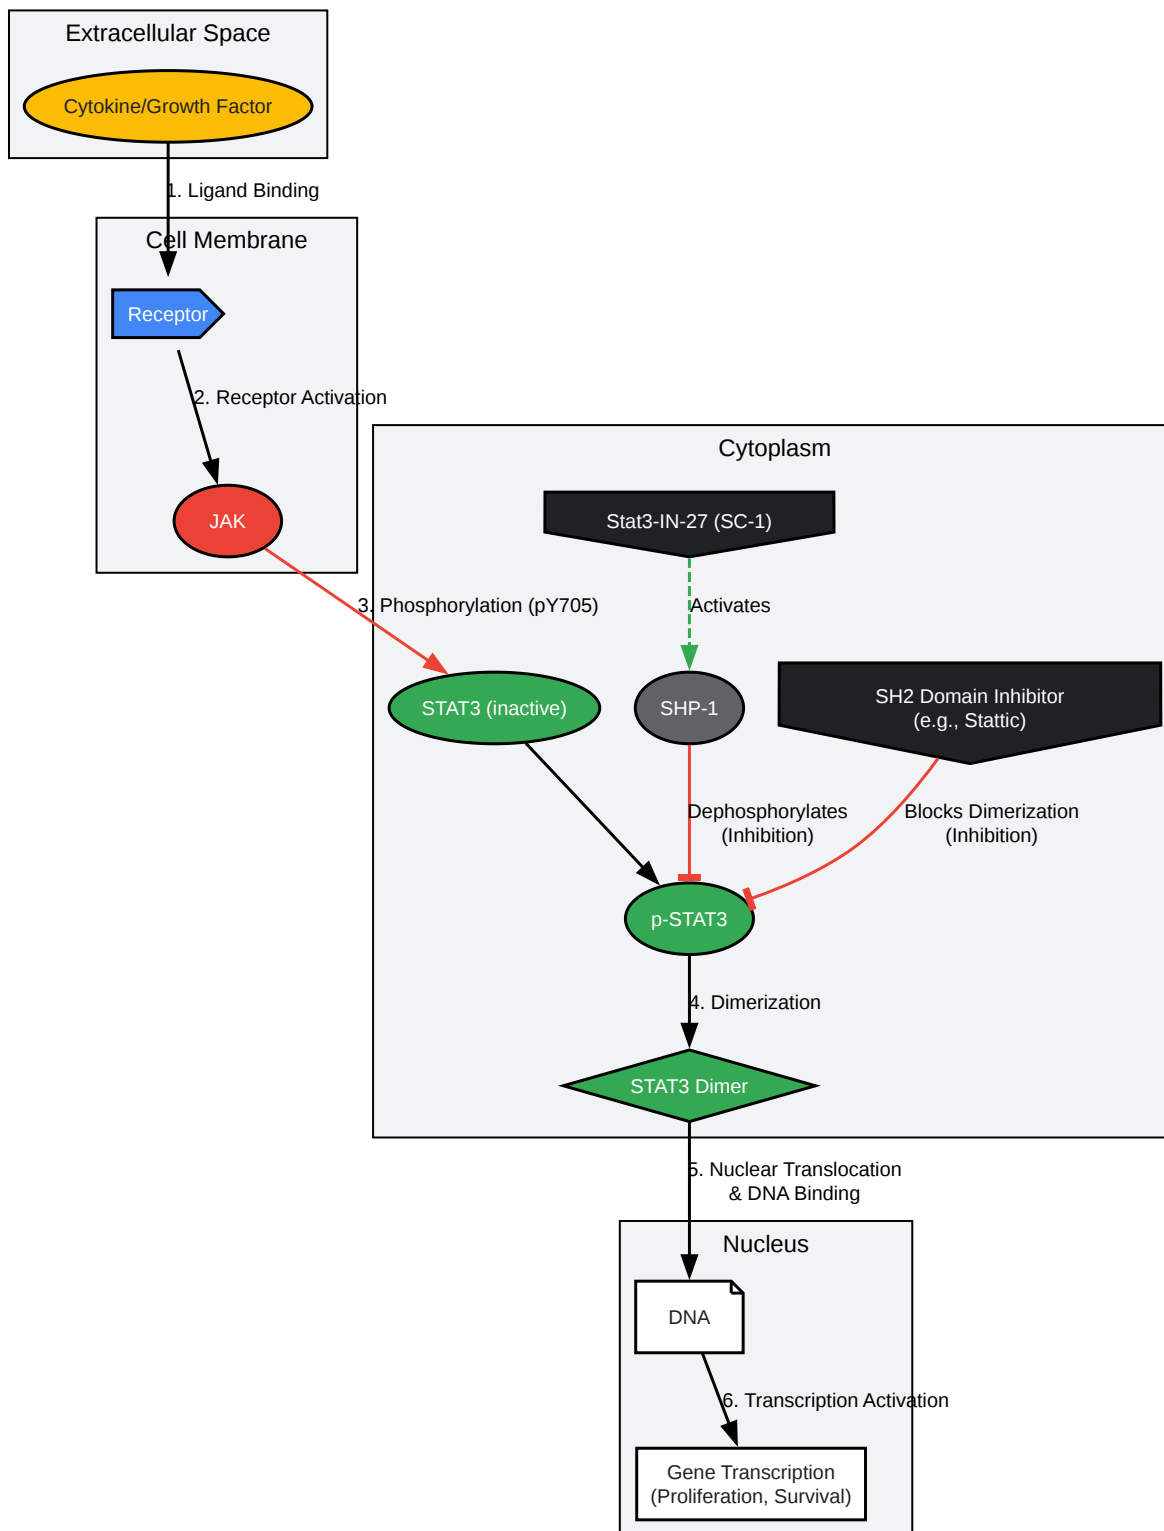 Extracellular Space
Cytokine/Growth Factor
1. Ligand Binding
Cell Membrane
Receptor
2. Receptor Activation
Cytoplasm
Stat3-IN-27 (SC-1)
JAK
3. Phosphorylation (pY705)
Activates
STAT3 (inactive)
SHP-1
SH2 Domain Inhibitor
(e.g., Stattic)
Dephosphorylates
(Inhibition)
Blocks Dimerization
(Inhibition)
p-STAT3
4. Dimerization
STAT3 Dimer
5. Nuclear Translocation
& DNA Binding
Nucleus
DNA
6. Transcription Activation
Gene Transcription
(Proliferation, Survival)